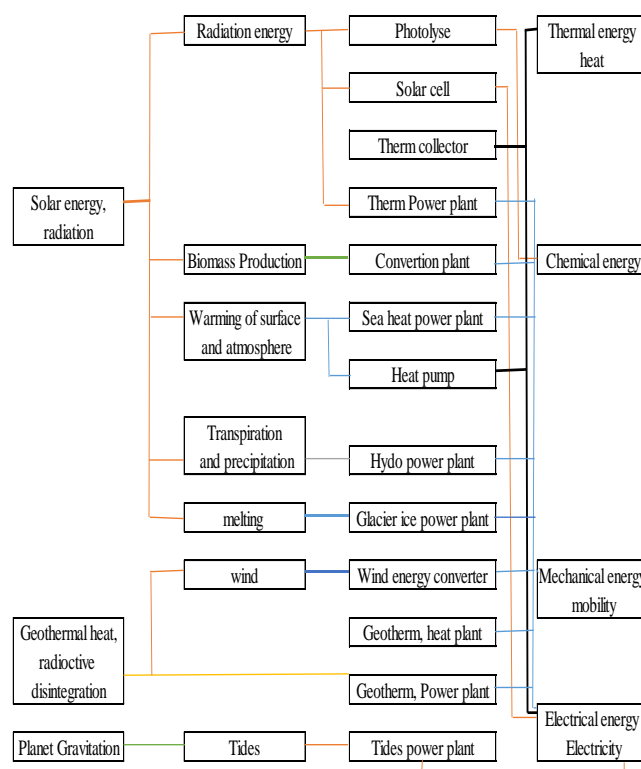 Radiation energy
Photolyse
Thermal energy
heat
Solar cell
Therm collector
Solar energy,
radiation
Therm Power plant
Biomass Production
Convertion plant
Chemical energy
Warming of surface
and atmosphere
Sea heat power plant
Heat pump
Transpiration
and precipitation
Hydo power plant
melting
Glacier ice power plant
wind
Wind energy converter
Mechanical energy
mobility
Geothermal heat,
radioctive
disintegration
Geotherm, heat plant
Geotherm, Power plant
Electrical energy
Electricity
Planet Gravitation
Tides
Tides power plant